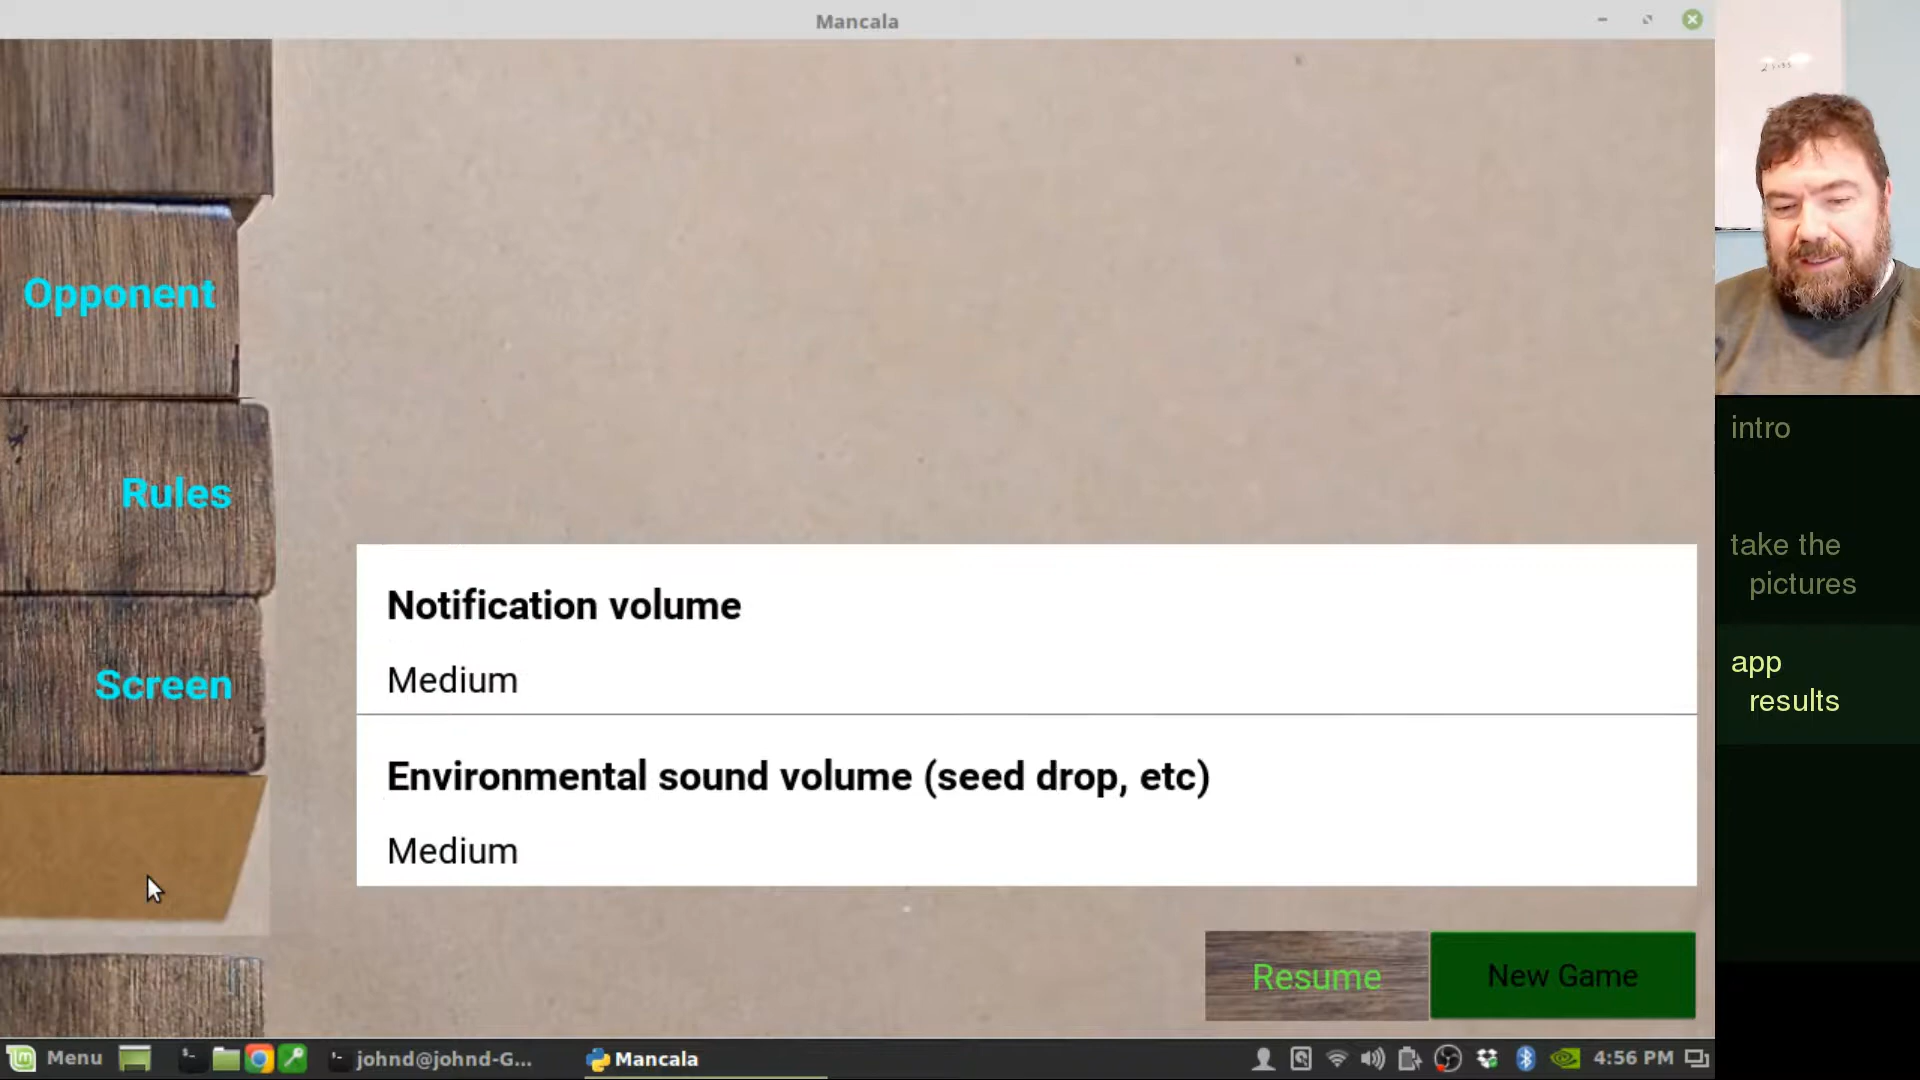 Mancala
Opponent
Rules
Screen
Notification volume
Medium
Environmental sound volume (seed drop, etc)
Medium
Resume
New Game
intro
take the
pictures
app
results
Menu
johnd@johnd-G...
Mancala
4:56 PM